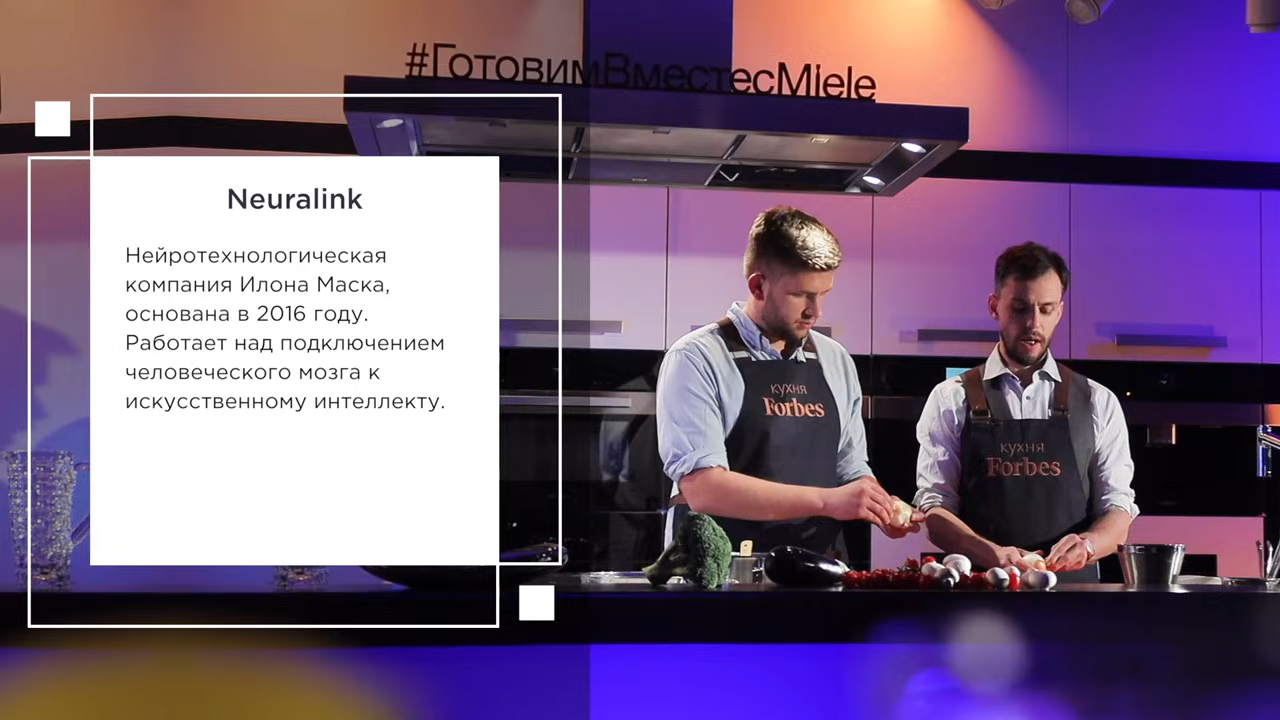 #ГотовимВместесMiele
Neuralink
Нейротехнологическая
компания Илона Маска,
основана в 2016 году.
Работает над подключением
человеческого мозга к
искусственному интеллекту.
кухня
Forbes
кухня
Forbes